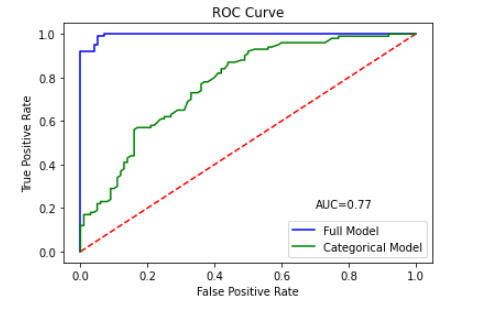 ROC Curve
True Positive Rate
1.0
0.8
0.6
0.4
0.2
0.0
AUC=0.77
Full Model
Categorical Model
0.0 0.2 0.4 0.6 0.8 1.0
False Positive Rate